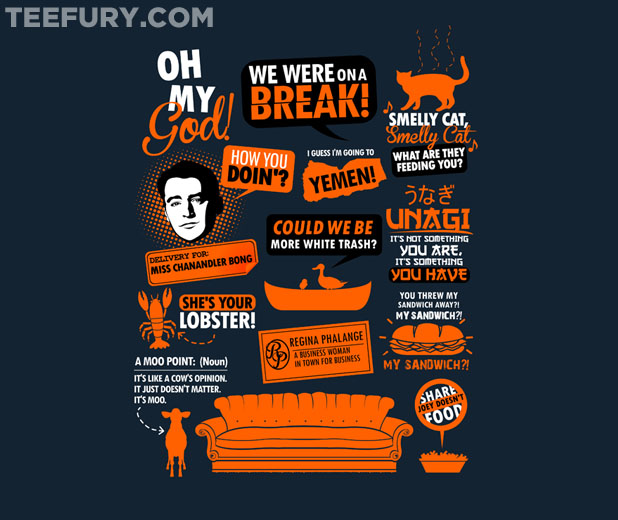 TEEFURY.COM
OH
MY
God!
WE WERE ON A
BREAK!
SMELLY CAT,
Smelly Cat
WHAT ARE THEY
FEEDING YOU?
HOW YOU
DOIN'?
I GUESS I'M GOING TO
YEMEN!
うなぎ
UNAGI
IT'S NOT SOMETHING
YOU ARE,
IT'S SOMETHING
YOU HAVE
COULD WE BE
MORE WHITE TRASH?
DELIVERY FOR:
MISS CHANANDLER BONG
SHE'S YOUR
LOBSTER!
YOU THREW MY
SANDWICH AWAY?!
MY SANDWICH?!
MY SANDWICH?!
RP
REGINA PHALANGE
A BUSINESS WOMAN
IN TOWN FOR BUSINESS
A MOO POINT: (Noun)
IT'S LIKE A COW'S OPINION.
IT JUST DOESN'T MATTER.
IT'S MOO.
SHARE
JOEY DOESN'T
FOOD